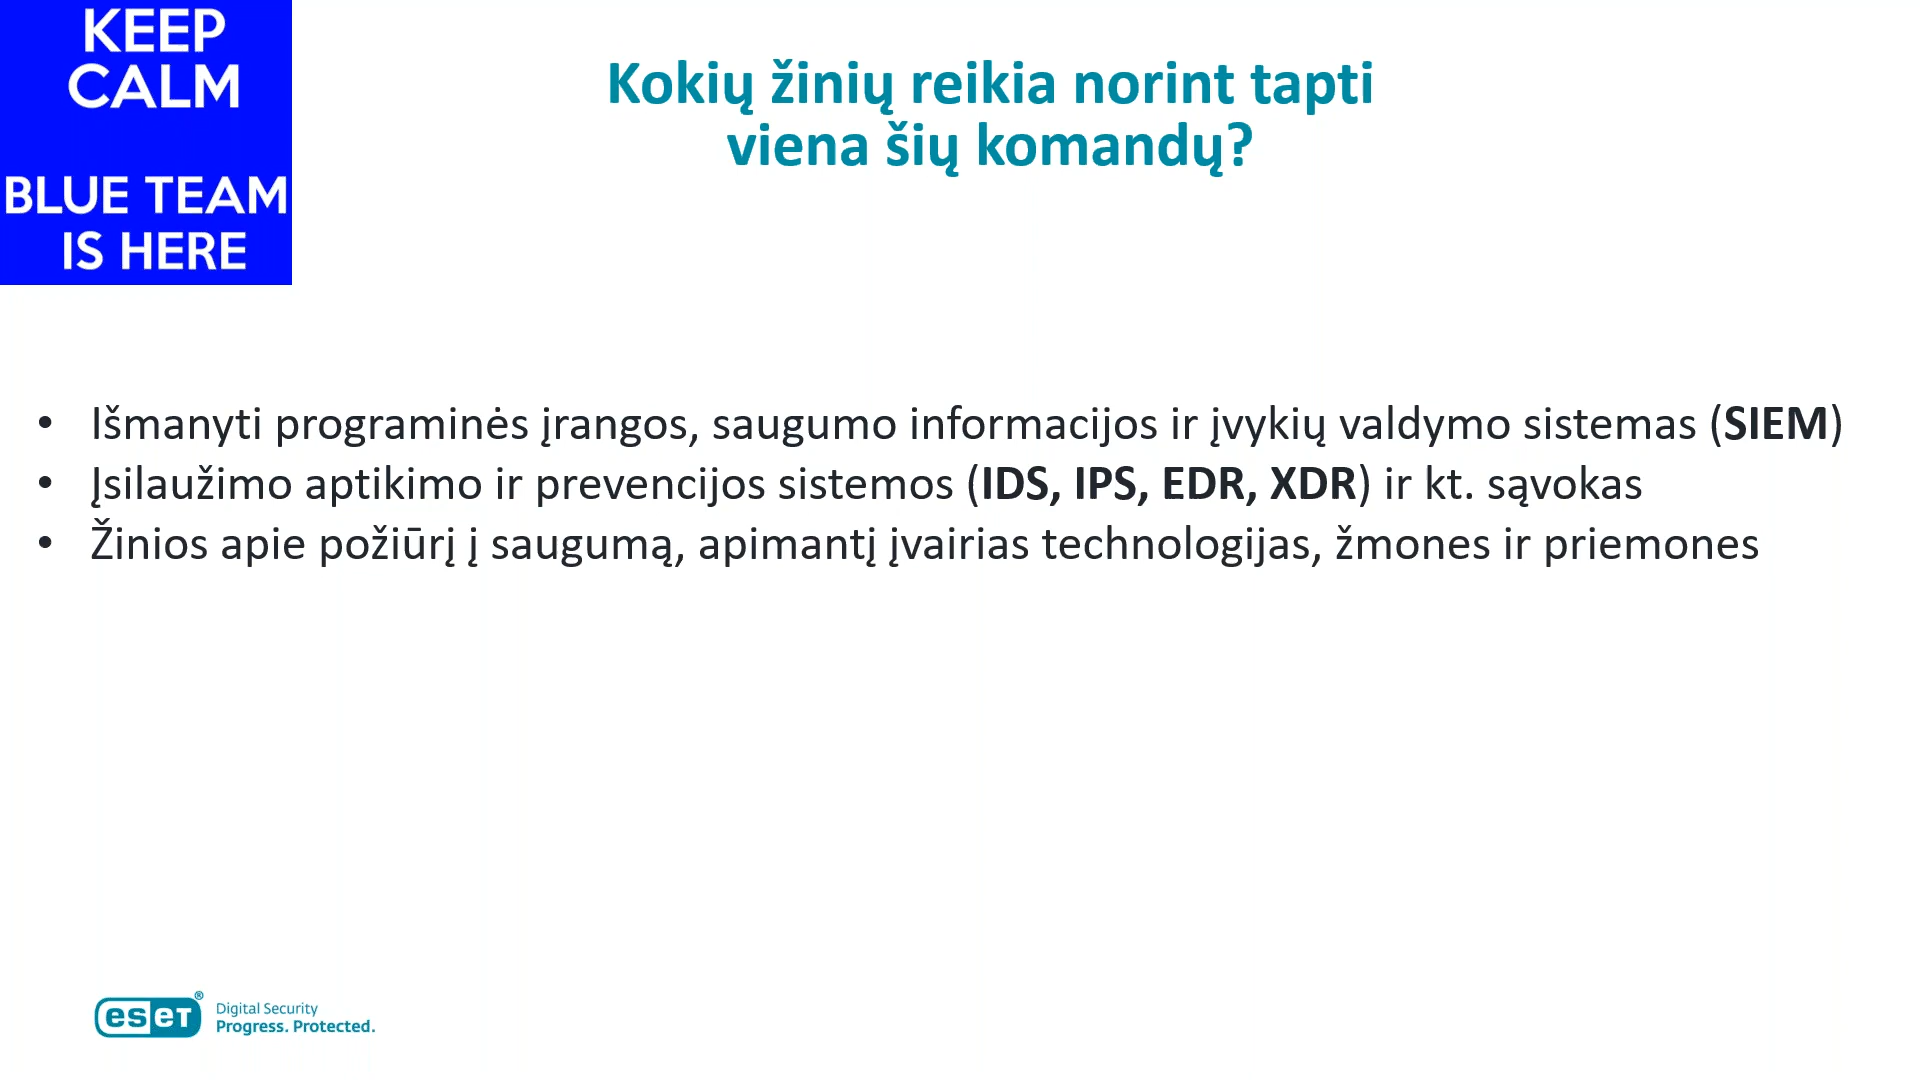 KEEP
CALM
BLUE TEAM
IS HERE
Kokių žinių reikia norint tapti
viena šių komandų?
• Išmanyti programinės įrangos, saugumo informacijos ir įvykių valdymo sistemas (SIEM)
• Įsilaužimo aptikimo ir prevencijos sistemos (IDS, IPS, EDR, XDR) ir kt. sąvokas
• Žinios apie požiūrį į saugumą, apimantį įvairias technologijas, žmones ir priemones
eseт®
Digital Security
Progress. Protected.